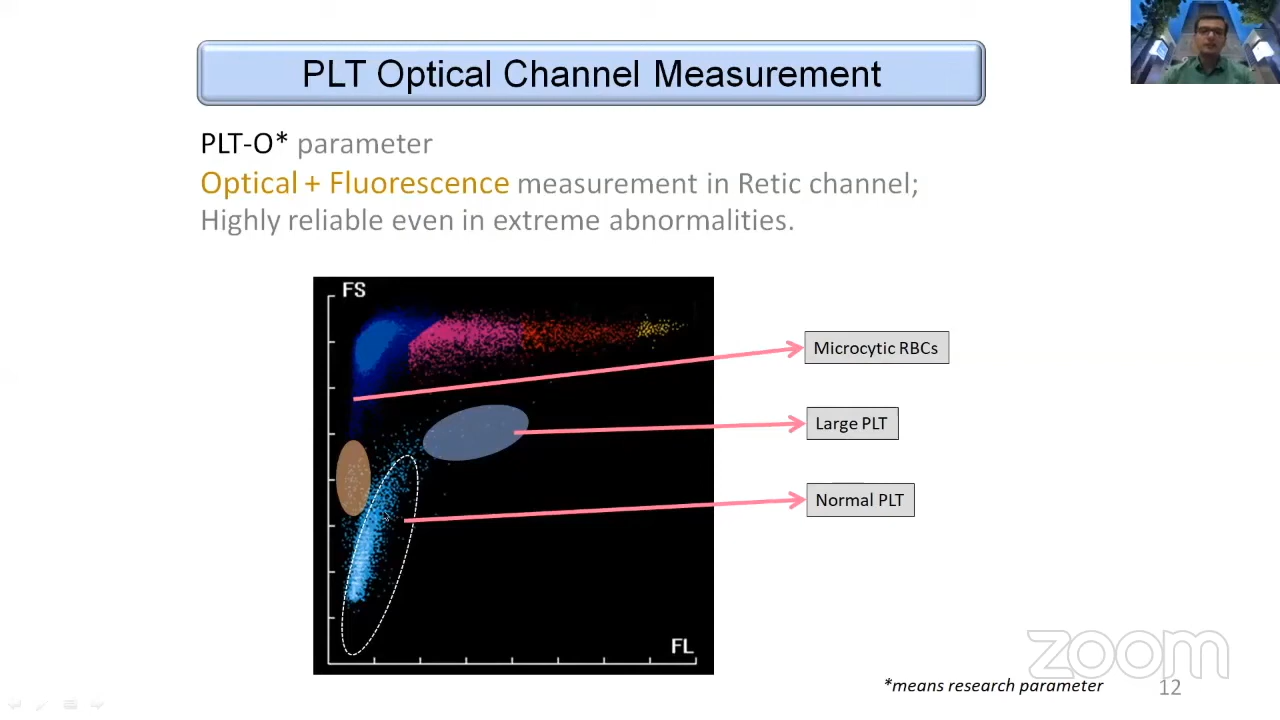 PLT Optical Channel Measurement
PLT-O* parameter
Optical + Fluorescence measurement in Retic channel;
Highly reliable even in extreme abnormalities.
FS
Microcytic RBCs
Large PLT
Normal PLT
FL
zoom
*means research parameter
12